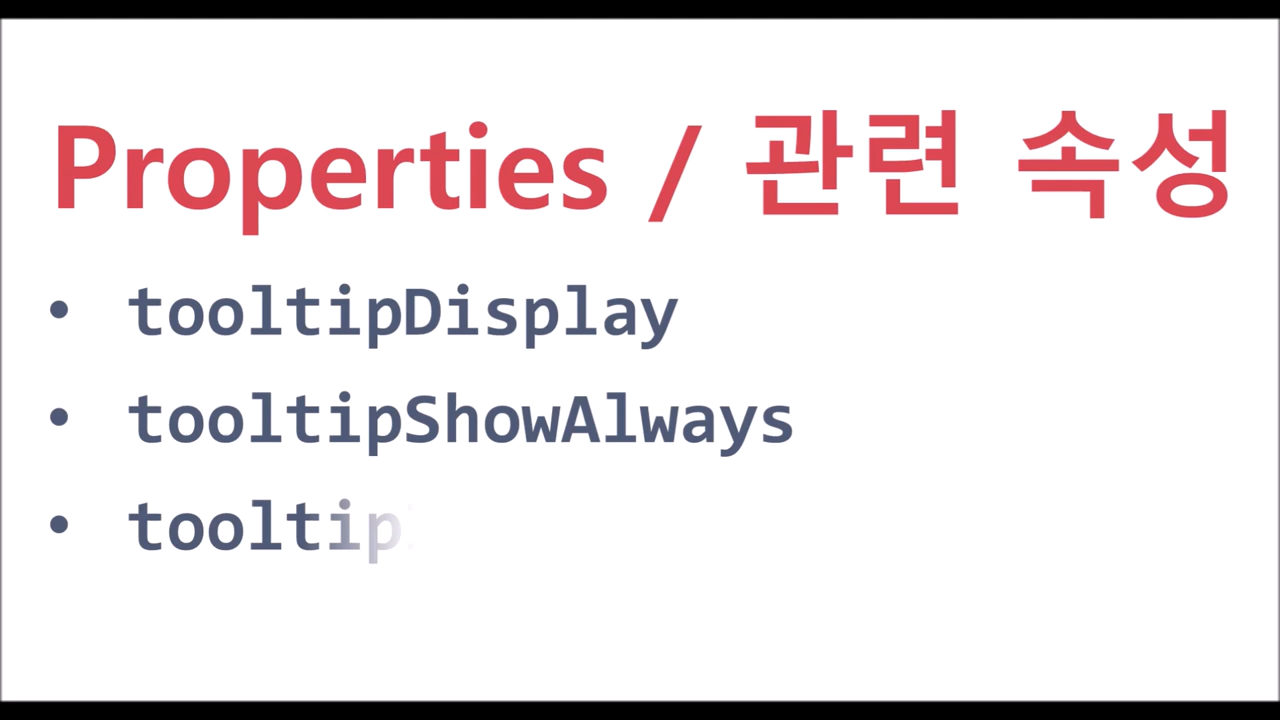 Properties / 관련 속성
• tooltipDisplay
• tooltipShowAlways
• tooltip